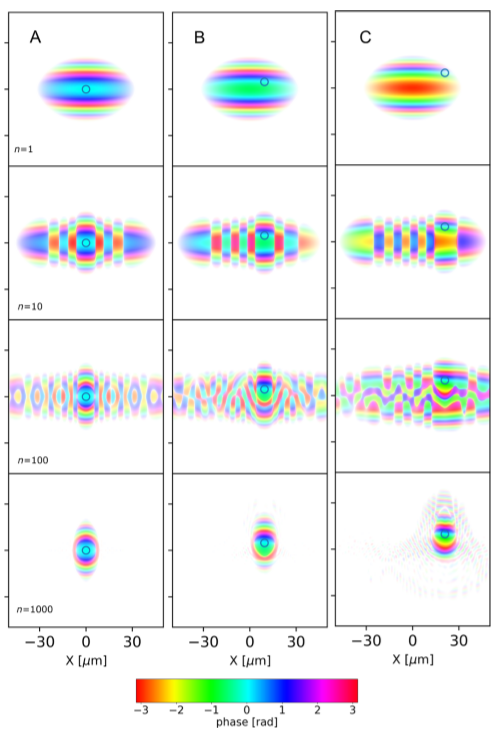 A
B
C
n=1
n=10
n=100
n=1000
−30 0 30
−30 0 30
−30 0 30
X [μm]
X [μm]
X [μm]
−3 −2 −1 0 1 2 3
phase [rad]